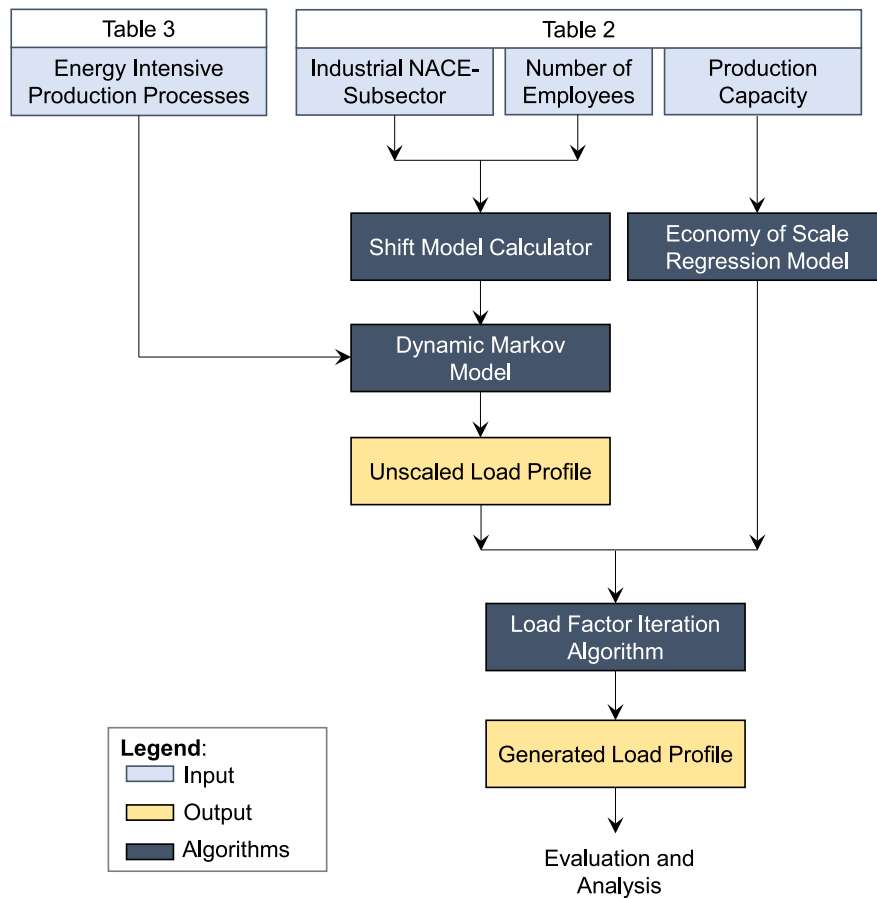 Table 3
Table 2
Energy Intensive
Production Processes
Industrial NACE-
Subsector
Number of
Employees
Production
Capacity
Shift Model Calculator
Economy of Scale
Regression Model
Dynamic Markov
Model
Unscaled Load Profile
Load Factor Iteration
Algorithm
Generated Load Profile
Legend:
Input
Output
Algorithms
Evaluation and
Analysis